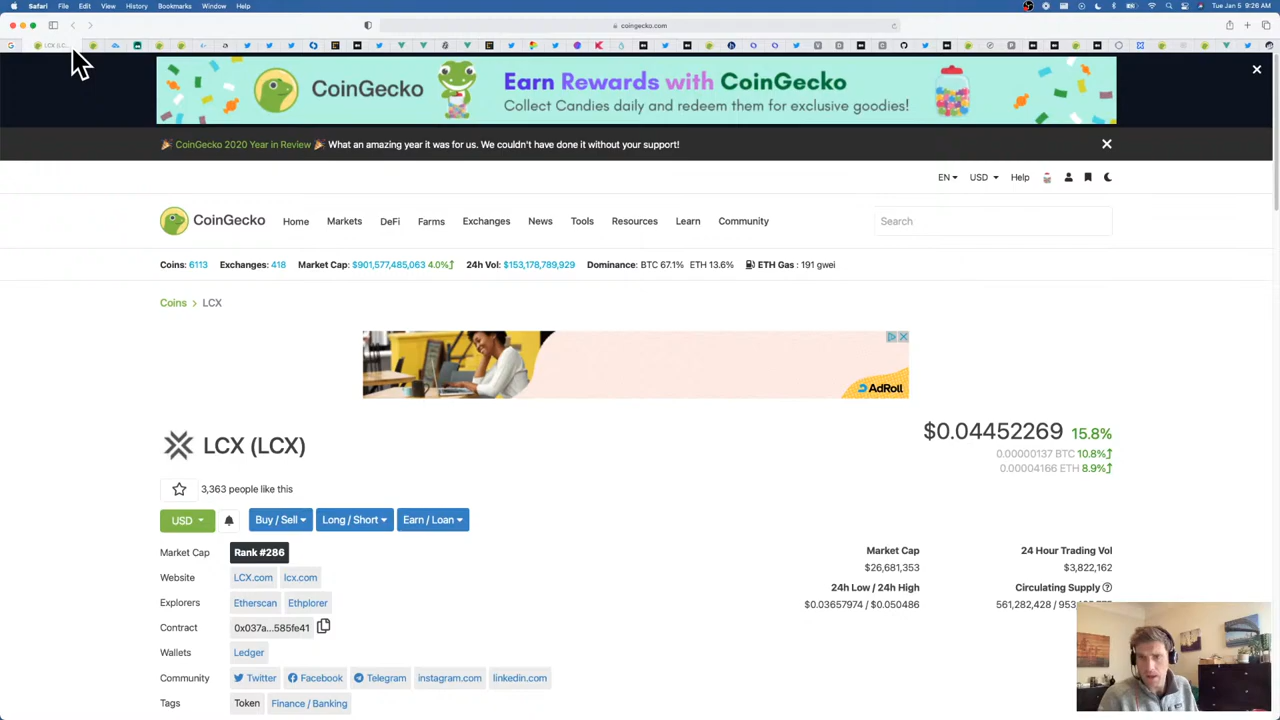 Safari File Edit View History Bookmarks Window Help
Tue Jan 5 9:26 AM
coingecko.com
LCX (LC...
CoinGecko
Earn Rewards with CoinGecko
Collect Candies daily and redeem them for exclusive goodies!
CoinGecko 2020 Year in Review What an amazing year it was for us. We couldn't have done it without your support!
EN USD Help
CoinGecko Home Markets DeFi Farms Exchanges News Tools Resources Learn Community Search
Coins: 6113 Exchanges: 418 Market Cap: $901,577,485,063 4.0% 24h Vol: $153,178,789,929 Dominance: BTC 67.1% ETH 13.6% ETH Gas : 191 gwei
Coins > LCX
AdRoll
LCX (LCX)
$0.04452269 15.8%
0.00000137 BTC 10.8%
0.00004166 ETH 8.9%
3,363 people like this
USD Buy / Sell Long / Short Earn / Loan
Market Cap Rank #286
Website LCX.com lcx.com
Explorers Etherscan Ethplorer
Contract 0x037a...585fe41
Wallets Ledger
Community Twitter Facebook Telegram instagram.com linkedin.com
Tags Token Finance / Banking
Market Cap
$26,681,353
24 Hour Trading Vol
$3,822,162
24h Low / 24h High
$0.03657974 / $0.050486
Circulating Supply
561,282,428 /